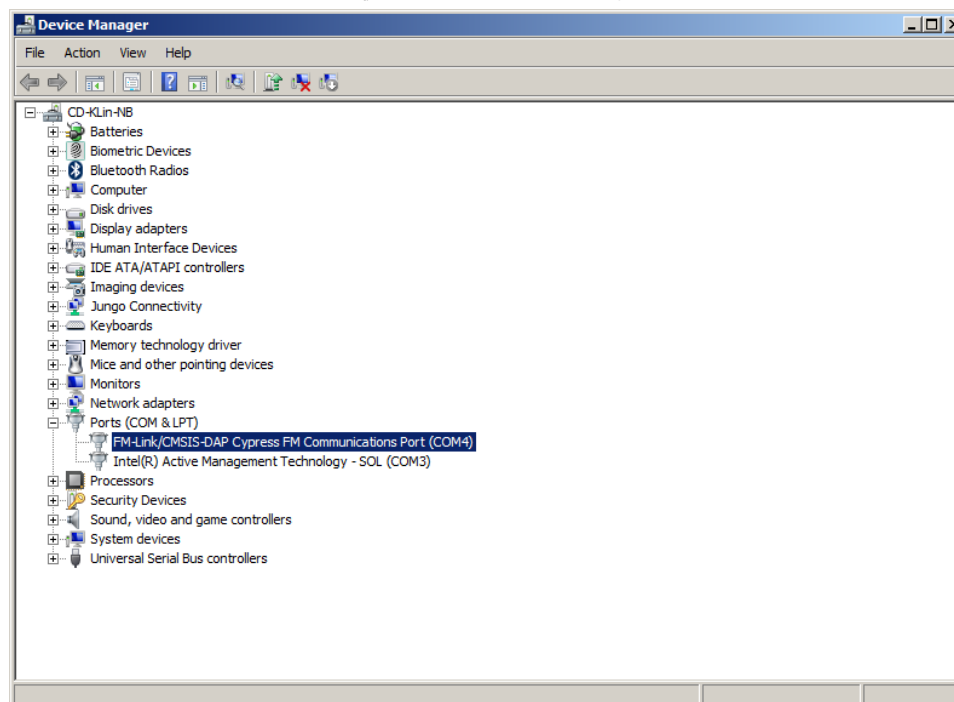 Device Manager
File Action View Help
CD-KLin-NB
Batteries
Biometric Devices
Bluetooth Radios
Computer
Disk drives
Display adapters
Human Interface Devices
IDE ATA/ATAPI controllers
Imaging devices
Jungo Connectivity
Keyboards
Memory technology driver
Mice and other pointing devices
Monitors
Network adapters
Ports (COM & LPT)
FM-Link/CMSIS-DAP Cypress FM Communications Port (COM4)
Intel(R) Active Management Technology - SOL (COM3)
Processors
Security Devices
Sound, video and game controllers
System devices
Universal Serial Bus controllers